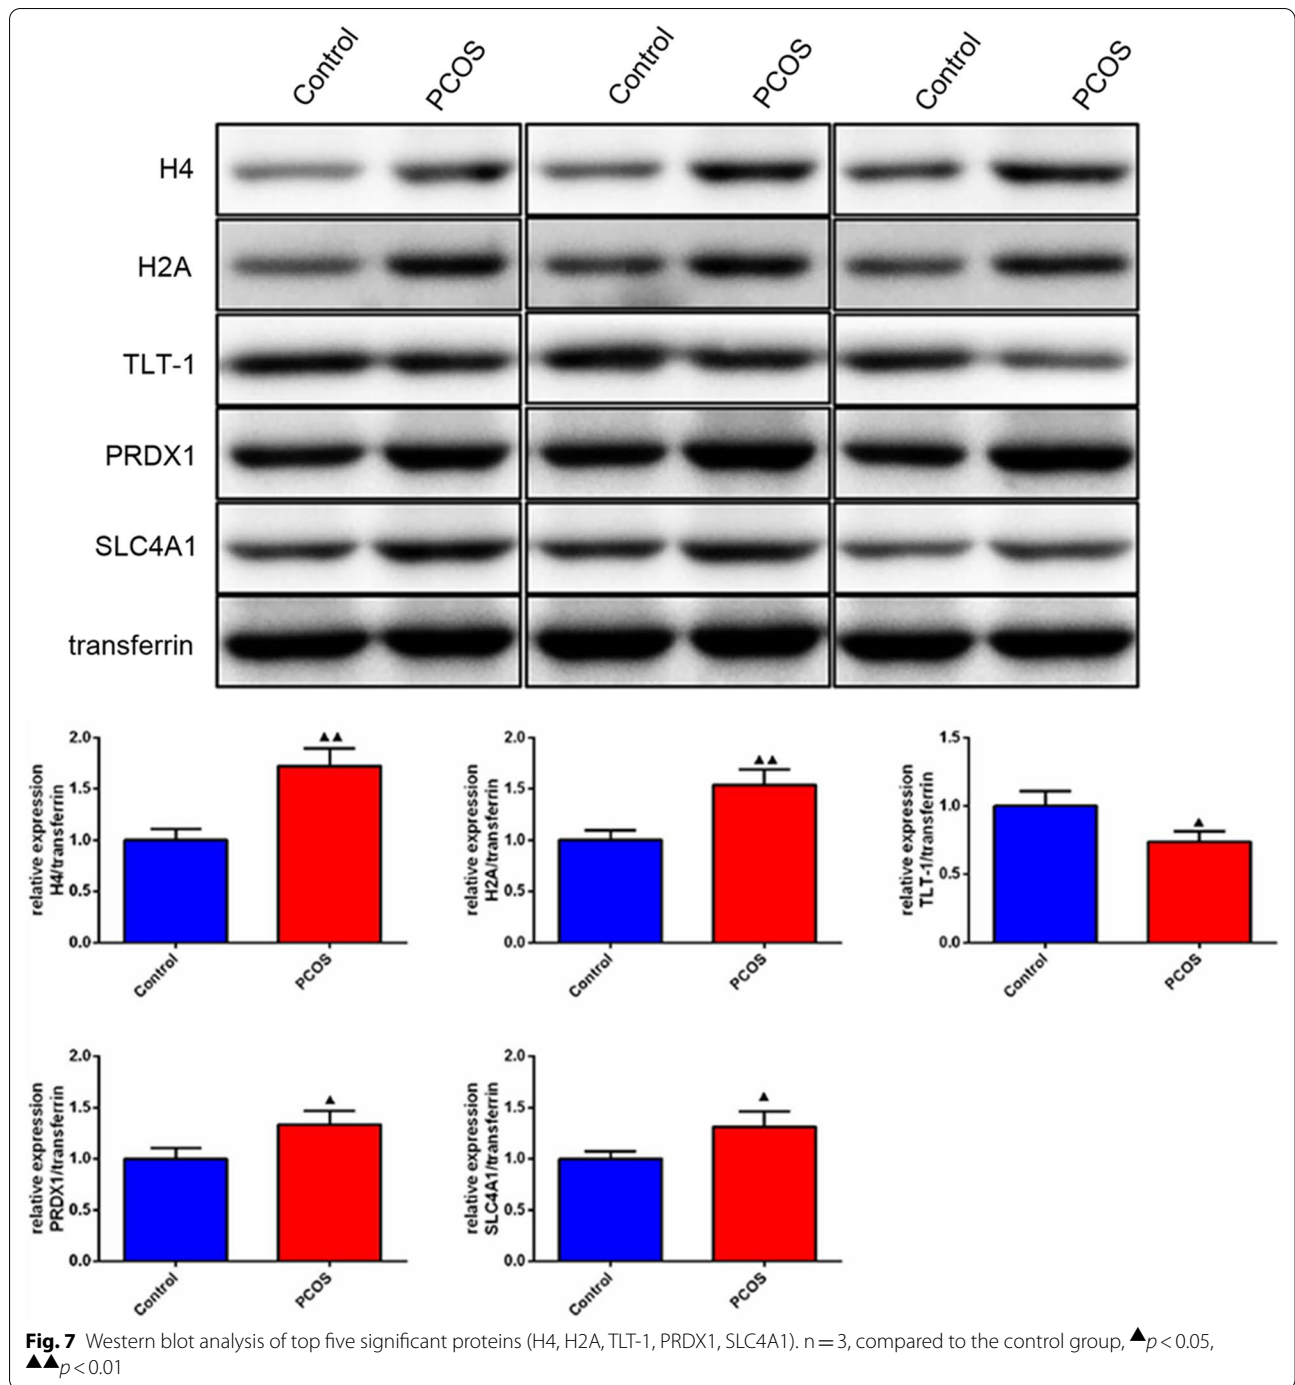 Control PCOS Control PCOS Control PCOS
H4
H2A
TLT-1
PRDX1
SLC4A1
transferrin
relative expression
H4/transferrin
2.0
1.5
1.0
0.5
0.0
▲▲
Control PCOS
relative expression
H2A/transferrin
2.0
1.5
1.0
0.5
0.0
▲▲
Control PCOS
relative expression
TLT-1/transferrin
1.5
1.0
0.5
0.0
▲
Control PCOS
relative expression
PRDX1/transferrin
2.0
1.5
1.0
0.5
0.0
▲
Control PCOS
relative expression
SLC4A1/transferrin
2.0
1.5
1.0
0.5
0.0
▲
Control PCOS
Fig. 7 Western blot analysis of top five significant proteins (H4, H2A, TLT-1, PRDX1, SLC4A1). n = 3, compared to the control group, ▲p < 0.05,
▲▲p < 0.01